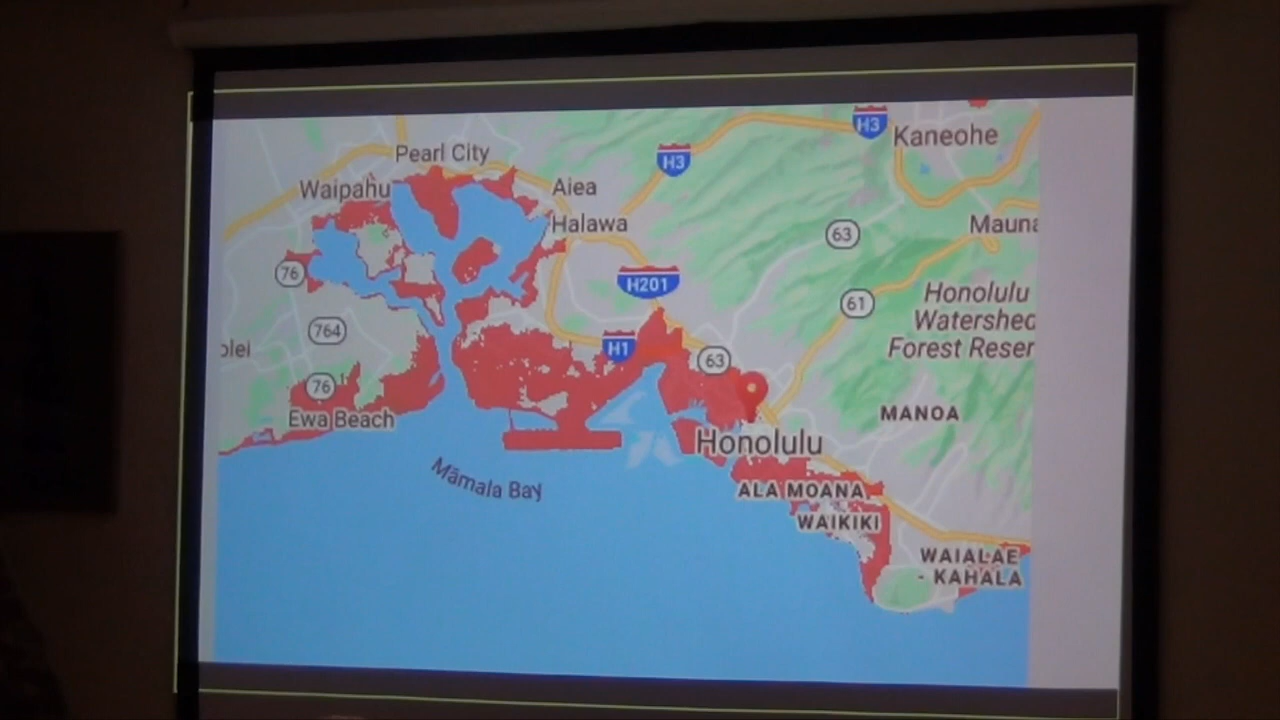 H3
Kaneohe
Pearl City
H3
Waipahu
Aiea
Halawa
Mauna
63
76
H201
Honolulu
Watershed
Forest Reser
61
764
olei
H1
63
76
Ewa Beach
MANOA
Honolulu
Māmala Bay
ALA MOANA
WAIKIKI
WAIALAE
- KAHALA